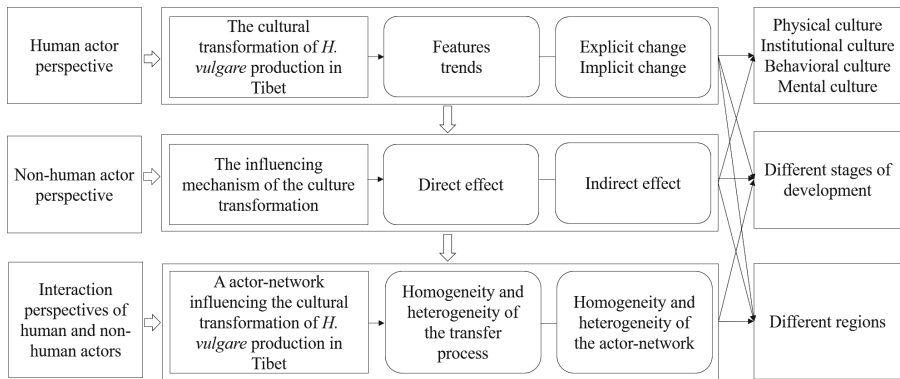 Human actor
perspective
The cultural
transformation of H.
vulgare production in
Tibet
Features
trends
Explicit change
Implicit change
Physical culture
Institutional culture
Behavioral culture
Mental culture
Non-human actor
perspective
The influencing
mechanism of the culture
transformation
Direct effect
Indirect effect
Different stages of
development
Interaction
perspectives of
human and non-
human actors
A actor-network
influencing the cultural
transformation of H.
vulgare production in
Tibet
Homogeneity and
heterogeneity of
the transfer
process
Homogeneity and
heterogeneity of
the actor-network
Different regions